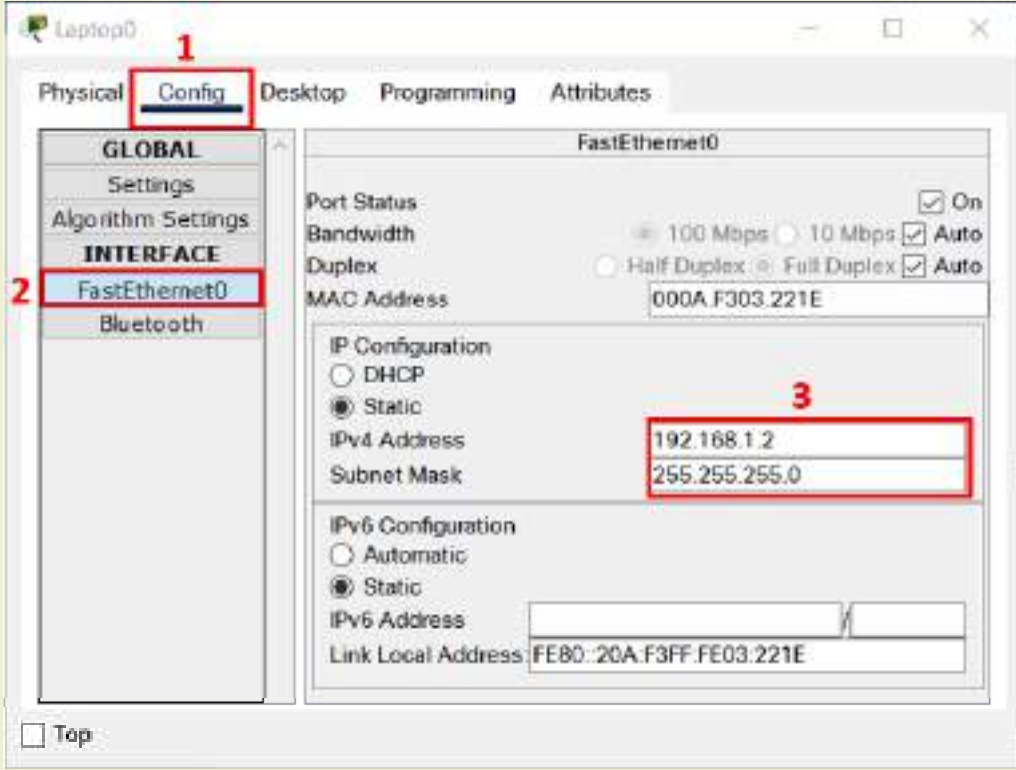 Laptop0
1
Physical Config Desktop Programming Attributes
GLOBAL
Settings
Algorithm Settings
INTERFACE
2 FastEthernet0
Bluetooth
FastEthernet0
Port Status On
Bandwidth 100 Mbps 10 Mbps Auto
Duplex Half Duplex Full Duplex Auto
MAC Address 000A.F303.221E
IP Configuration
DHCP
Static
3
IPv4 Address 192.168.1.2
Subnet Mask 255.255.255.0
IPv6 Configuration
Automatic
Static
IPv6 Address /
Link Local Address: FE80::20A:F3FF:FE03:221E
Top